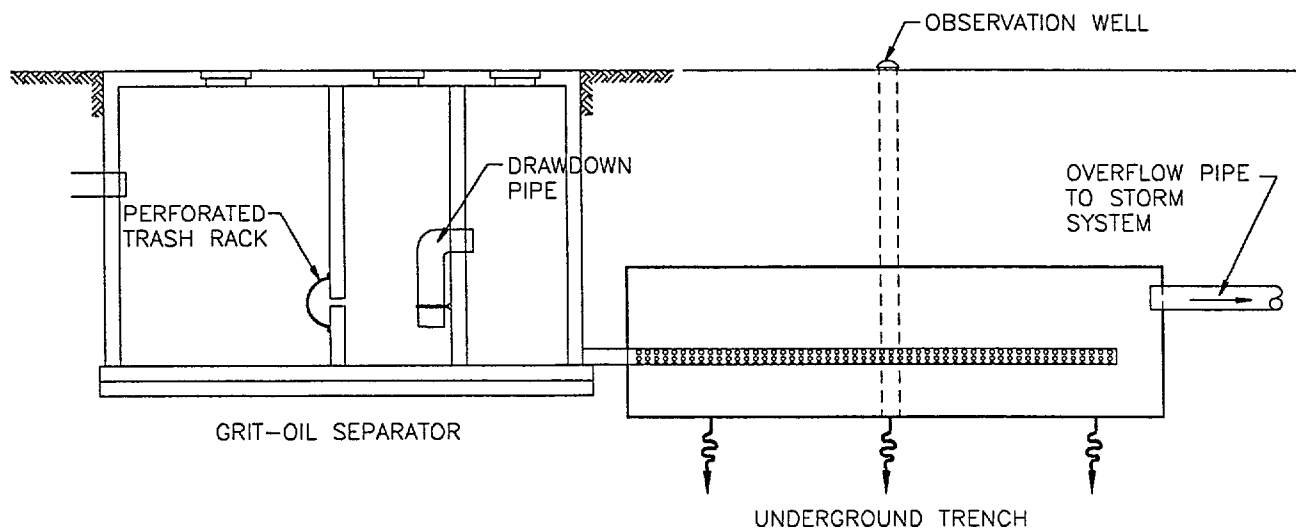 OBSERVATION WELL
DRAWDOWN
PIPE
OVERFLOW PIPE
TO STORM
SYSTEM
PERFORATED
TRASH RACK
GRIT-OIL SEPARATOR
UNDERGROUND TRENCH